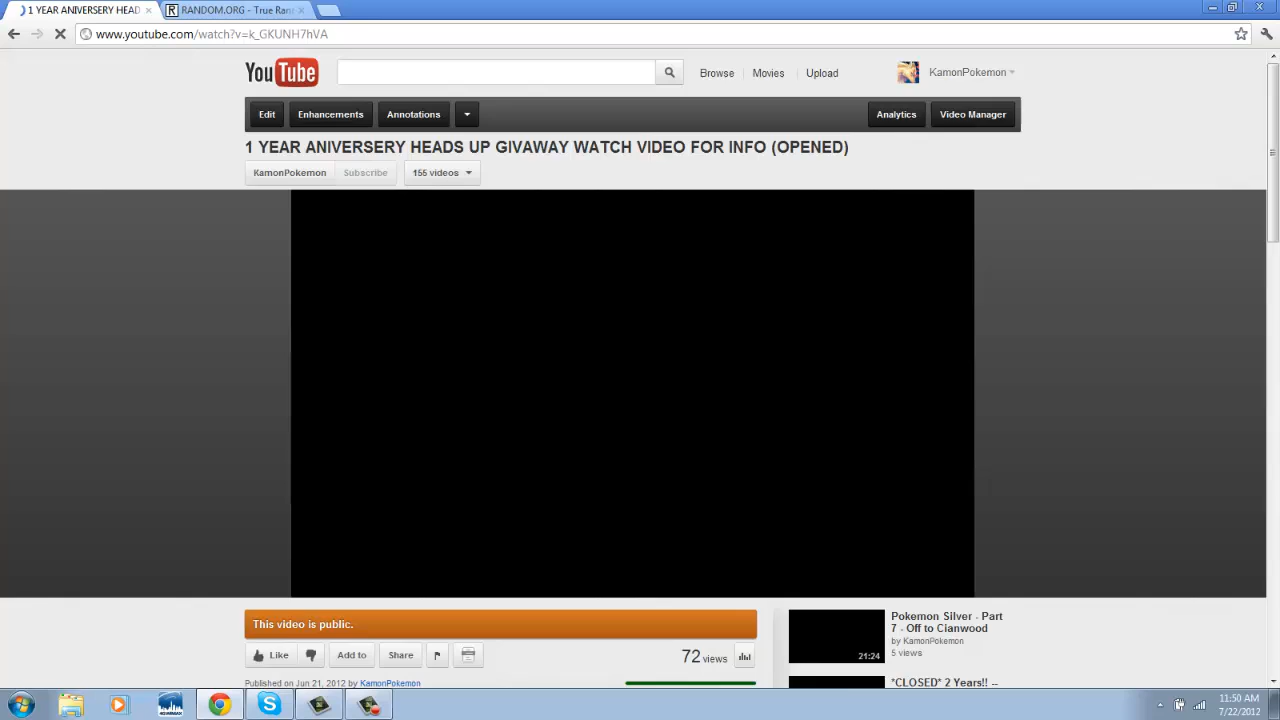 1 YEAR ANIVERSERY HEAD
RANDOM.ORG - True Ran
www.youtube.com/watch?v=k_GKUNH7hVA
YouTube
Browse Movies Upload
KamonPokemon
Edit Enhancements Annotations
Analytics Video Manager
1 YEAR ANIVERSERY HEADS UP GIVAWAY WATCH VIDEO FOR INFO (OPENED)
KamonPokemon Subscribe 155 videos
This video is public.
Like Add to Share
72 views
Published on Jun 21, 2012 by KamonPokemon
Pokemon Silver - Part
7 - Off to Cianwood
by KamonPokemon
5 views
21:24
*CLOSED* 2 Years!! --
11:50 AM
7/22/2012